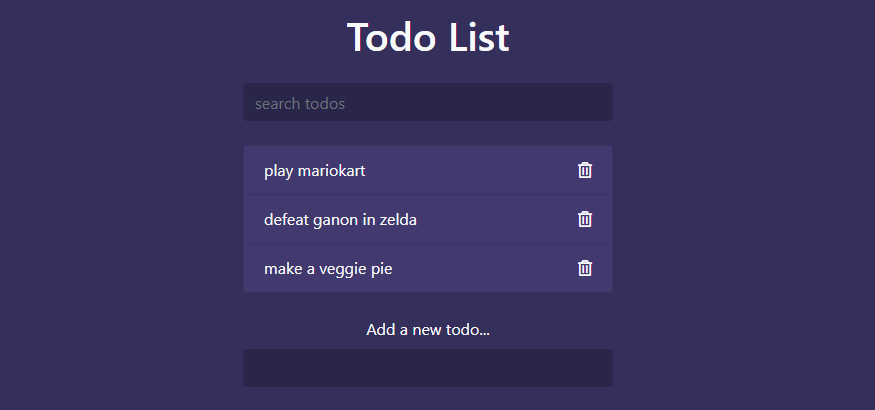 Todo List
search todos
play mariokart
defeat ganon in zelda
make a veggie pie
Add a new todo...